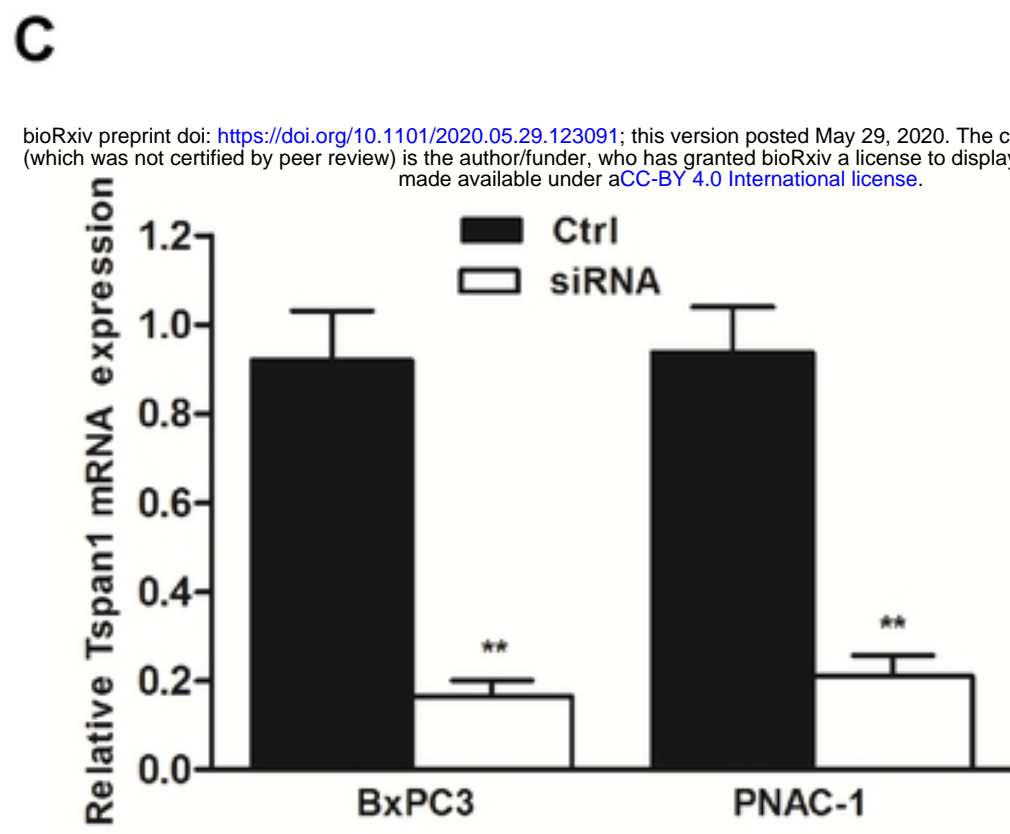 C
bioRxiv preprint doi: https://doi.org/10.1101/2020.05.29.123091; this version posted May 29, 2020. The c
(which was not certified by peer review) is the author/funder, who has granted bioRxiv a license to display
made available under aCC-BY 4.0 International license.
Relative Tspan1 mRNA expression
Ctrl
siRNA
1.2
1.0
0.8
0.6
0.4
0.2
0.0
**
**
BxPC3
PNAC-1